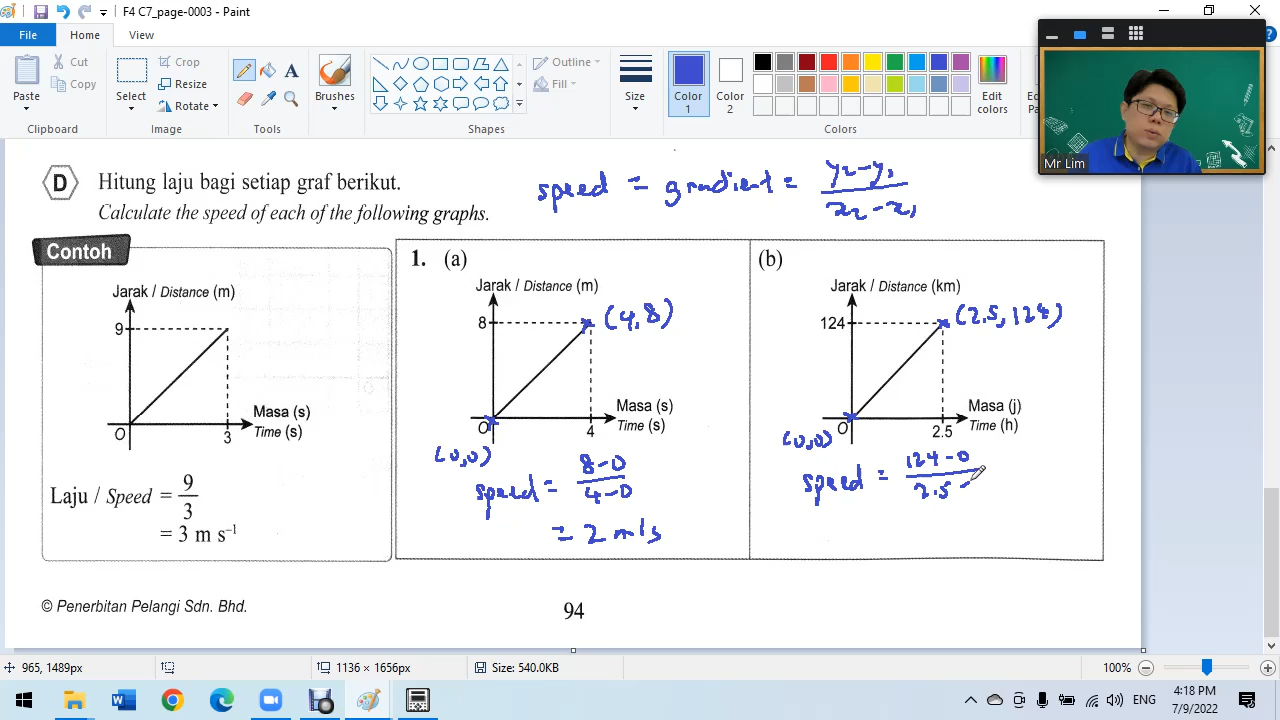 F4 C7_page-0003 - Paint
File Home View
Paste Cut Copy Clipboard
Select Crop Resize Rotate Image
Tools
Brushes
Outline Fill Shapes
Size
Color 1 Color 2 Edit colors Colors
Mr Lim
D Hitung laju bagi setiap graf berikut.
Calculate the speed of each of the following graphs.
speed = gradient = y₂-y₁ / x₂-x₁
Contoh
Jarak / Distance (m)
9
O 3
Masa (s)
Time (s)
Laju / Speed = 9/3
= 3 m s⁻¹
1. (a)
Jarak / Distance (m)
8 (4,8)
O 4
Masa (s)
Time (s)
(0,0)
speed = 8-0 / 4-0
= 2 m/s
(b)
Jarak / Distance (km)
124 (2.5, 124)
O 2.5
Masa (j)
Time (h)
(0,0)
speed = 124-0 / 2.5 -
© Penerbitan Pelangi Sdn. Bhd.
94
965, 1489px 1136 × 1656px Size: 540.0KB 100%
ENG 4:18 PM
7/9/2022